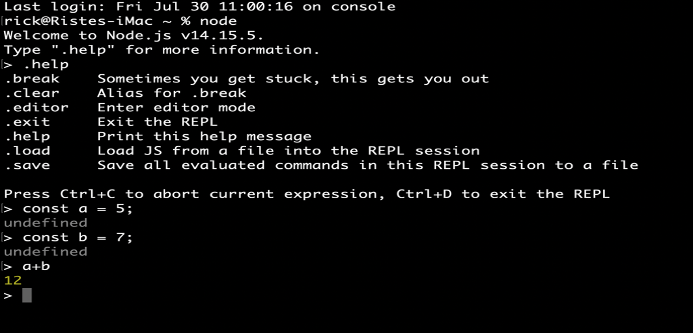 Last login: Fri Jul 30 11:00:16 on console
rick@Ristes-iMac ~ % node
Welcome to Node.js v14.15.5.
Type ".help" for more information.
> .help
.break    Sometimes you get stuck, this gets you out
.clear    Alias for .break
.editor   Enter editor mode
.exit     Exit the REPL
.help     Print this help message
.load     Load JS from a file into the REPL session
.save     Save all evaluated commands in this REPL session to a file
Press Ctrl+C to abort current expression, Ctrl+D to exit the REPL
> const a = 5;
undefined
> const b = 7;
undefined
> a+b
12
>